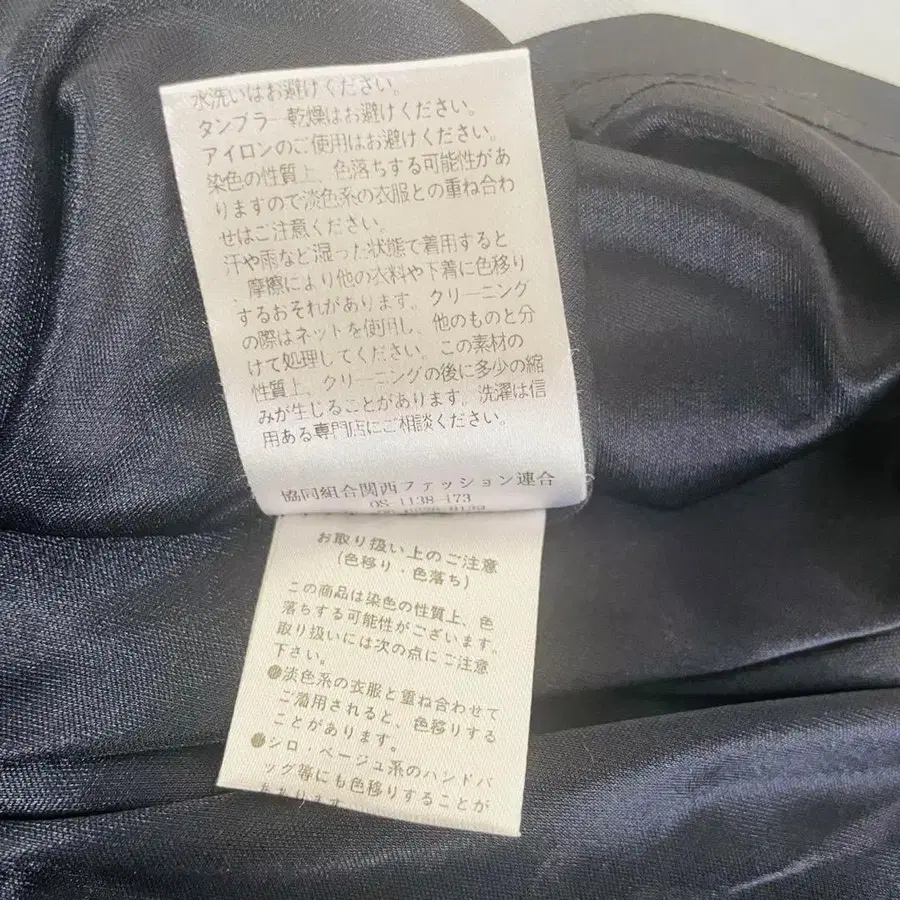 水洗いはお避けください。
タンブラー乾燥はお避けください。
アイロンのご使用はお避けください。
染色の性質上、色落ちする可能性があ
りますので淡色系の衣服との重ね合わ
せはご注意ください。
汗や雨など湿った状態で着用すると
、摩擦により他の衣料や下着に色移り
するおそれがあります。クリーニング
の際はネットを使用し、他のものと分
けて処理してください。この素材の
性質上、クリーニングの後に多少の縮
みが生じることがあります。洗濯は信
用ある専門店にご相談ください。
協同組合関西ファッション連合
OS-1138-173
お取り扱い上のご注意
(色移り・色落ち)
この商品は染色の性質上、色
落ちする可能性がございます。
取り扱いには次の点にご注意
下さい。
●淡色系の衣服と重ね合わせて
ご着用されると、色移りする
ことがあります。
●シロ・ベージュ系のハンドバ
ッグ等にも色移りすることが
あります